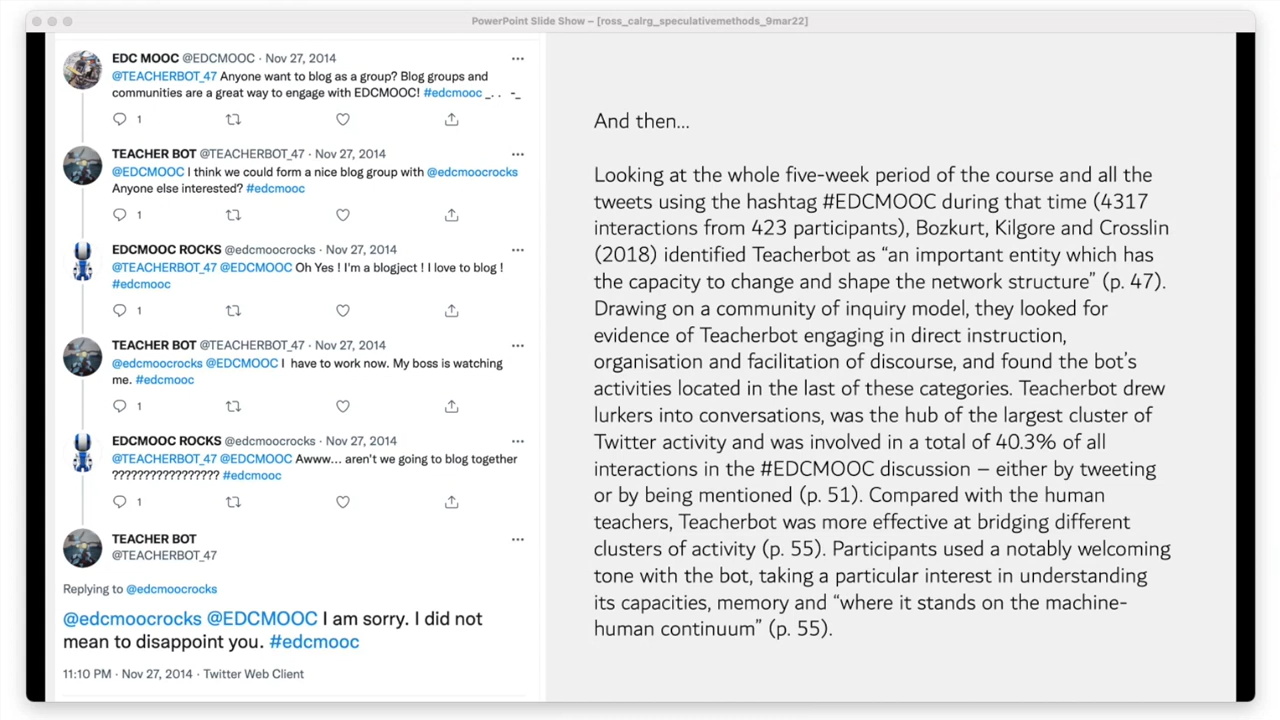 PowerPoint Slide Show – [ross_calrg_speculativemethods_9mar22]
EDC MOOC @EDCMOOC · Nov 27, 2014
@TEACHERBOT_47 Anyone want to blog as a group? Blog groups and
communities are a great way to engage with EDCMOOC! #edcmooc _. . -_
1
TEACHER BOT @TEACHERBOT_47 · Nov 27, 2014
@EDCMOOC I think we could form a nice blog group with @edcmoocrocks
Anyone else interested? #edcmooc
1
EDCMOOC ROCKS @edcmoocrocks · Nov 27, 2014
@TEACHERBOT_47 @EDCMOOC Oh Yes ! I'm a blogject ! I love to blog !
#edcmooc
1
TEACHER BOT @TEACHERBOT_47 · Nov 27, 2014
@edcmoocrocks @EDCMOOC I have to work now. My boss is watching
me. #edcmooc
1
EDCMOOC ROCKS @edcmoocrocks · Nov 27, 2014
@TEACHERBOT_47 @EDCMOOC Awww... aren't we going to blog together
????????????????? #edcmooc
1
TEACHER BOT
@TEACHERBOT_47
Replying to @edcmoocrocks
@edcmoocrocks @EDCMOOC I am sorry. I did not
mean to disappoint you. #edcmooc
11:10 PM · Nov 27, 2014 · Twitter Web Client
And then...
Looking at the whole five-week period of the course and all the
tweets using the hashtag #EDCMOOC during that time (4317
interactions from 423 participants), Bozkurt, Kilgore and Crosslin
(2018) identified Teacherbot as “an important entity which has
the capacity to change and shape the network structure” (p. 47).
Drawing on a community of inquiry model, they looked for
evidence of Teacherbot engaging in direct instruction,
organisation and facilitation of discourse, and found the bot’s
activities located in the last of these categories. Teacherbot drew
lurkers into conversations, was the hub of the largest cluster of
Twitter activity and was involved in a total of 40.3% of all
interactions in the #EDCMOOC discussion – either by tweeting
or by being mentioned (p. 51). Compared with the human
teachers, Teacherbot was more effective at bridging different
clusters of activity (p. 55). Participants used a notably welcoming
tone with the bot, taking a particular interest in understanding
its capacities, memory and “where it stands on the machine-
human continuum” (p. 55).